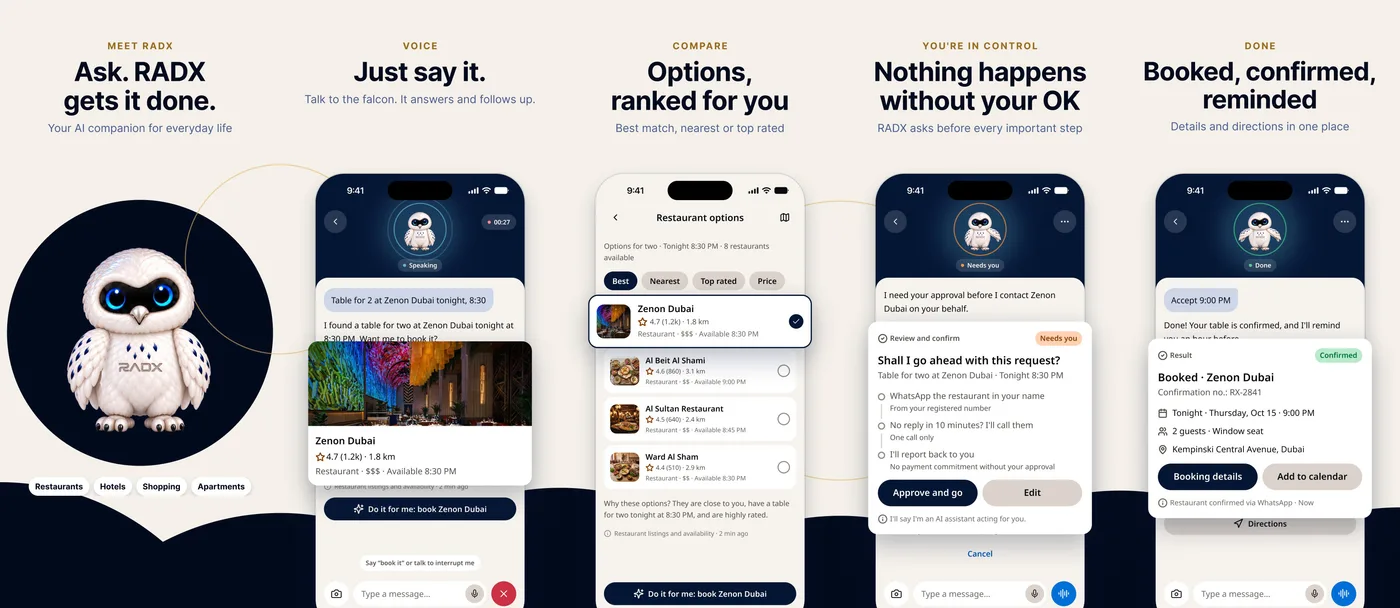 MEET RADX
Ask. RADX
gets it done.
Your AI companion for everyday life
RADX
Restaurants
Hotels
Shopping
Apartments
VOICE
Just say it.
Talk to the falcon. It answers and follows up.
9:41
00:27
Speaking
Table for 2 at Zenon Dubai tonight, 8:30
I found a table for two at Zenon Dubai tonight at
8:30 PM. Want me to book it?
Zenon Dubai
4.7 (1.2k) · 1.8 km
Restaurant · $$$ · Available 8:30 PM
Restaurant listings and availability · 2 min ago
Do it for me: book Zenon Dubai
Say "book it" or talk to interrupt me
Type a message...
COMPARE
Options,
ranked for you
Best match, nearest or top rated
9:41
Restaurant options
Options for two · Tonight 8:30 PM · 8 restaurants
available
Best
Nearest
Top rated
Price
Zenon Dubai
4.7 (1.2k) · 1.8 km
Restaurant · $$$ · Available 8:30 PM
Al Beit Al Shami
4.6 (860) · 3.1 km
Restaurant · $$ · Available 9:00 PM
Al Sultan Restaurant
4.5 (640) · 2.4 km
Restaurant · $$ · Available 8:45 PM
Ward Al Sham
4.4 (510) · 2.9 km
Restaurant · $$ · Available 8:30 PM
Why these options? They are close to you, have a table
for two tonight at 8:30 PM, and are highly rated.
Restaurant listings and availability · 2 min ago
Do it for me: book Zenon Dubai
YOU'RE IN CONTROL
Nothing happens
without your OK
RADX asks before every important step
9:41
Needs you
I need your approval before I contact Zenon
Dubai on your behalf.
Review and confirm
Needs you
Shall I go ahead with this request?
Table for two at Zenon Dubai · Tonight 8:30 PM
WhatsApp the restaurant in your name
From your registered number
No reply in 10 minutes? I'll call them
One call only
I'll report back to you
No payment commitment without your approval
Approve and go
Edit
I'll say I'm an AI assistant acting for you.
Cancel
Type a message...
DONE
Booked, confirmed,
reminded
Details and directions in one place
9:41
Done
Accept 9:00 PM
Done! Your table is confirmed, and I'll remind
you an hour before.
Result
Confirmed
Booked · Zenon Dubai
Confirmation no.: RX-2841
Tonight · Thursday, Oct 15 · 9:00 PM
2 guests · Window seat
Kempinski Central Avenue, Dubai
Booking details
Add to calendar
Restaurant confirmed via WhatsApp · Now
Directions
Type a message...